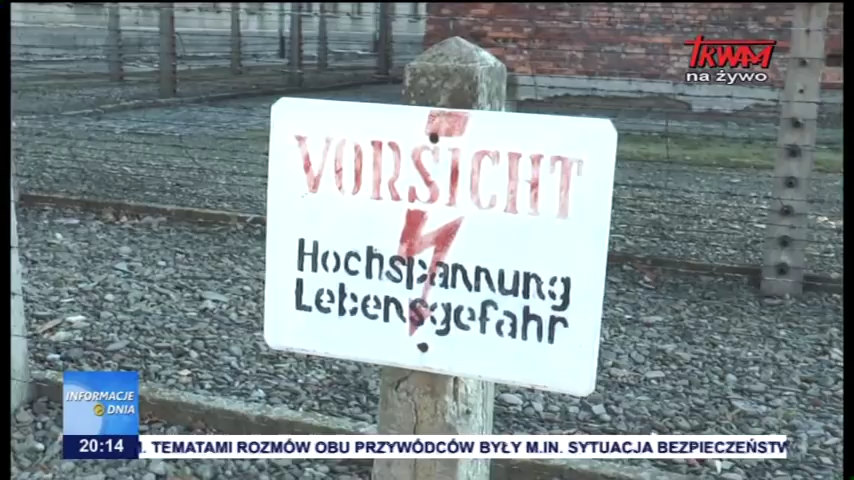 TRWAM
na żywo
VORSICHT
Hochspannung
Lebensgefahr
INFORMACJE
DNIA
20:14
. TEMATAMI ROZMÓW OBU PRZYWÓDCÓW BYŁY M.IN. SYTUACJA BEZPIECZEŃSTW